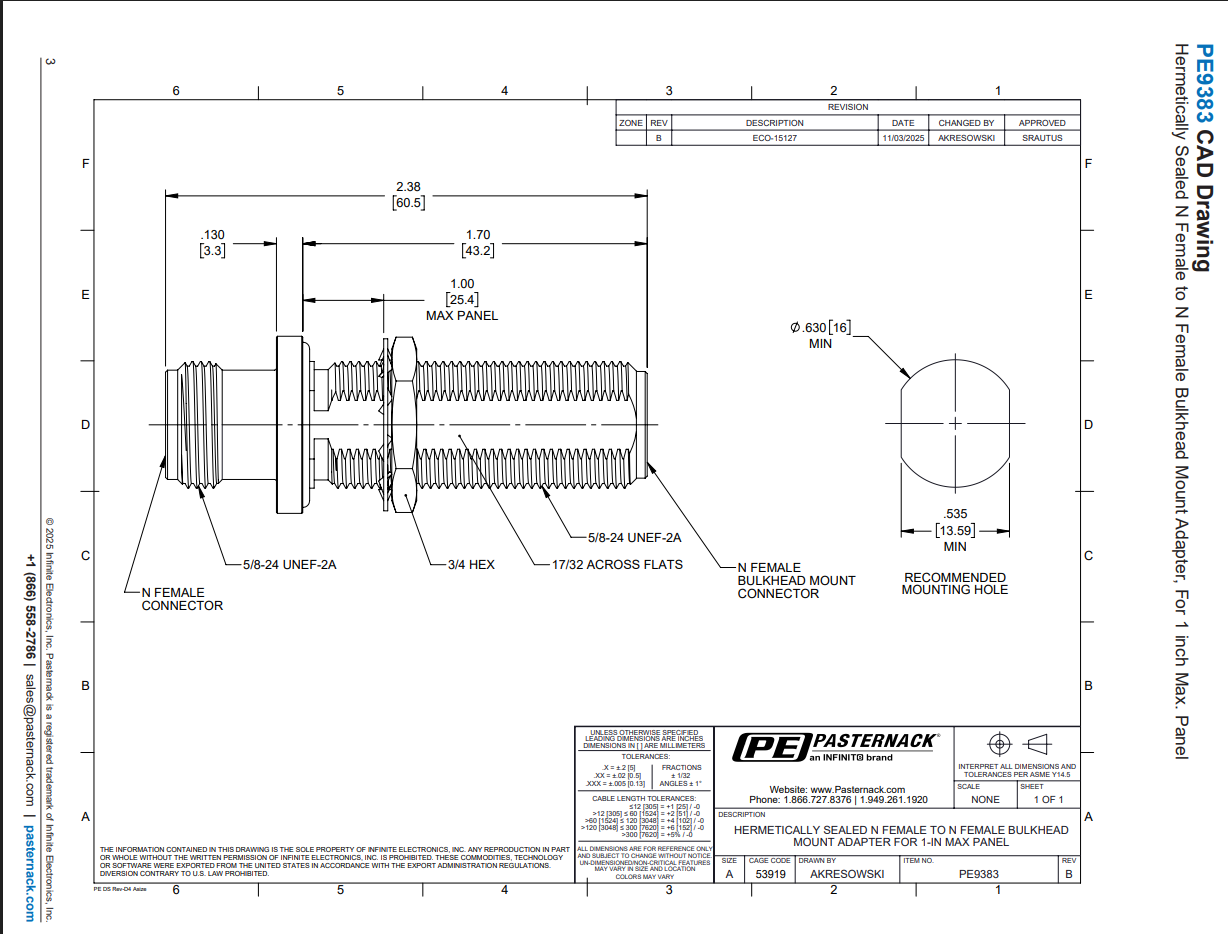 PE9383 CAD Drawing
Hermetically Sealed N Female to N Female Bulkhead Mount Adapter, For 1 inch Max. Panel
6 5 4 3 2 1
REVISION
ZONE REV DESCRIPTION DATE CHANGED BY APPROVED
B ECO-15127 11/03/2025 AKRESOWSKI SRAUTUS
F F
E E
D D
C C
B B
A A
2.38
[60.5]
.130
[3.3]
1.70
[43.2]
1.00
[25.4]
MAX PANEL
5/8-24 UNEF-2A
N FEMALE
CONNECTOR
3/4 HEX
17/32 ACROSS FLATS
5/8-24 UNEF-2A
N FEMALE
BULKHEAD MOUNT
CONNECTOR
Ø.630[16]
MIN
.535
[13.59]
MIN
RECOMMENDED
MOUNTING HOLE
UNLESS OTHERWISE SPECIFIED
LEADING DIMENSIONS ARE INCHES
DIMENSIONS IN [ ] ARE MILLIMETERS
TOLERANCES:
.X = ±.2 [5]
.XX = ±.02 [0.5]
.XXX = ±.005 [0.13]
FRACTIONS
± 1/32
ANGLES ± 1°
CABLE LENGTH TOLERANCES:
≤12 [305] = +1 [25] / -0
>12 [305] ≤ 60 [1524] = +2 [51] / -0
>60 [1524] ≤ 120 [3048] = +4 [102] / -0
>120 [3048] ≤ 300 [7620] = +6 [152] / -0
>300 [7620] = +5% / -0
ALL DIMENSIONS ARE FOR REFERENCE ONLY
AND SUBJECT TO CHANGE WITHOUT NOTICE.
UN-DIMENSIONED/NON-CRITICAL FEATURES
MAY VARY IN SIZE AND LOCATION
COLORS MAY VARY
PE PASTERNACK®
an INFINIT® brand
Website: www.Pasternack.com
Phone: 1.866.727.8376 | 1.949.261.1920
INTERPRET ALL DIMENSIONS AND
TOLERANCES PER ASME Y14.5
SCALE
NONE
SHEET
1 OF 1
DESCRIPTION
HERMETICALLY SEALED N FEMALE TO N FEMALE BULKHEAD
MOUNT ADAPTER FOR 1-IN MAX PANEL
SIZE CAGE CODE DRAWN BY ITEM NO. REV
A 53919 AKRESOWSKI PE9383 B
THE INFORMATION CONTAINED IN THIS DRAWING IS THE SOLE PROPERTY OF INFINITE ELECTRONICS, INC. ANY REPRODUCTION IN PART
OR WHOLE WITHOUT THE WRITTEN PERMISSION OF INFINITE ELECTRONICS, INC. IS PROHIBITED. THESE COMMODITIES, TECHNOLOGY
OR SOFTWARE WERE EXPORTED FROM THE UNITED STATES IN ACCORDANCE WITH THE EXPORT ADMINISTRATION REGULATIONS.
DIVERSION CONTRARY TO U.S. LAW PROHIBITED.
PE DS Rev-D4 Asize
6 5 4 3 2 1
3
© 2025 Infinite Electronics, Inc. Pasternack is a registered trademark of Infinite Electronics, Inc.
+1 (866) 558-2786 | sales@pasternack.com | pasternack.com